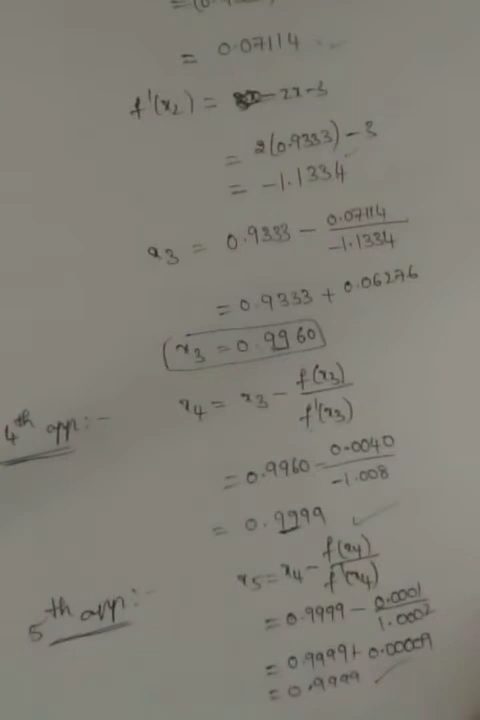 = 0.07114
f'(x₂) = 2x-3
= 2(0.9333) - 3
= -1.1334
x₃ = 0.9333 - 0.07114 / -1.1334
= 0.9333 + 0.06276
x₃ = 0.9960
4th app:- x₄ = x₃ - f(x₃) / f'(x₃)
= 0.9960 - 0.0040 / -1.008
= 0.9999
5th app:- x₅ = x₄ - f(x₄) / f'(x₄)
= 0.9999 - 0.0001 / 1.0002
= 0.9999 + 0.00009
= 0.9999